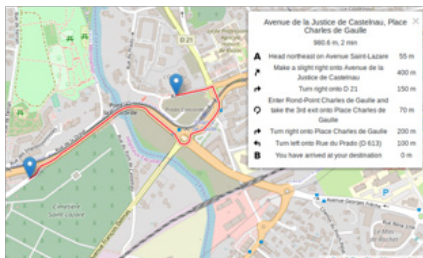 Avenue de la Justice de Castelnau, Place
Charles de Gaulle
980.6 m, 2 min
A Head northeast on Avenue Saint-Lazare 55 m
Make a slight right onto Avenue de la
Justice de Castelnau 400 m
Turn right onto D 21 150 m
Enter Rond-Point Charles de Gaulle and
take the 3rd exit onto Place Charles de
Gaulle 70 m
Turn right onto Place Charles de Gaulle 200 m
Turn left onto Rue du Prado (D 613) 100 m
B You have arrived at your destination 0 m
D 21
Cimetière
Saint-Lazare
P
Avenue Georges Frêche